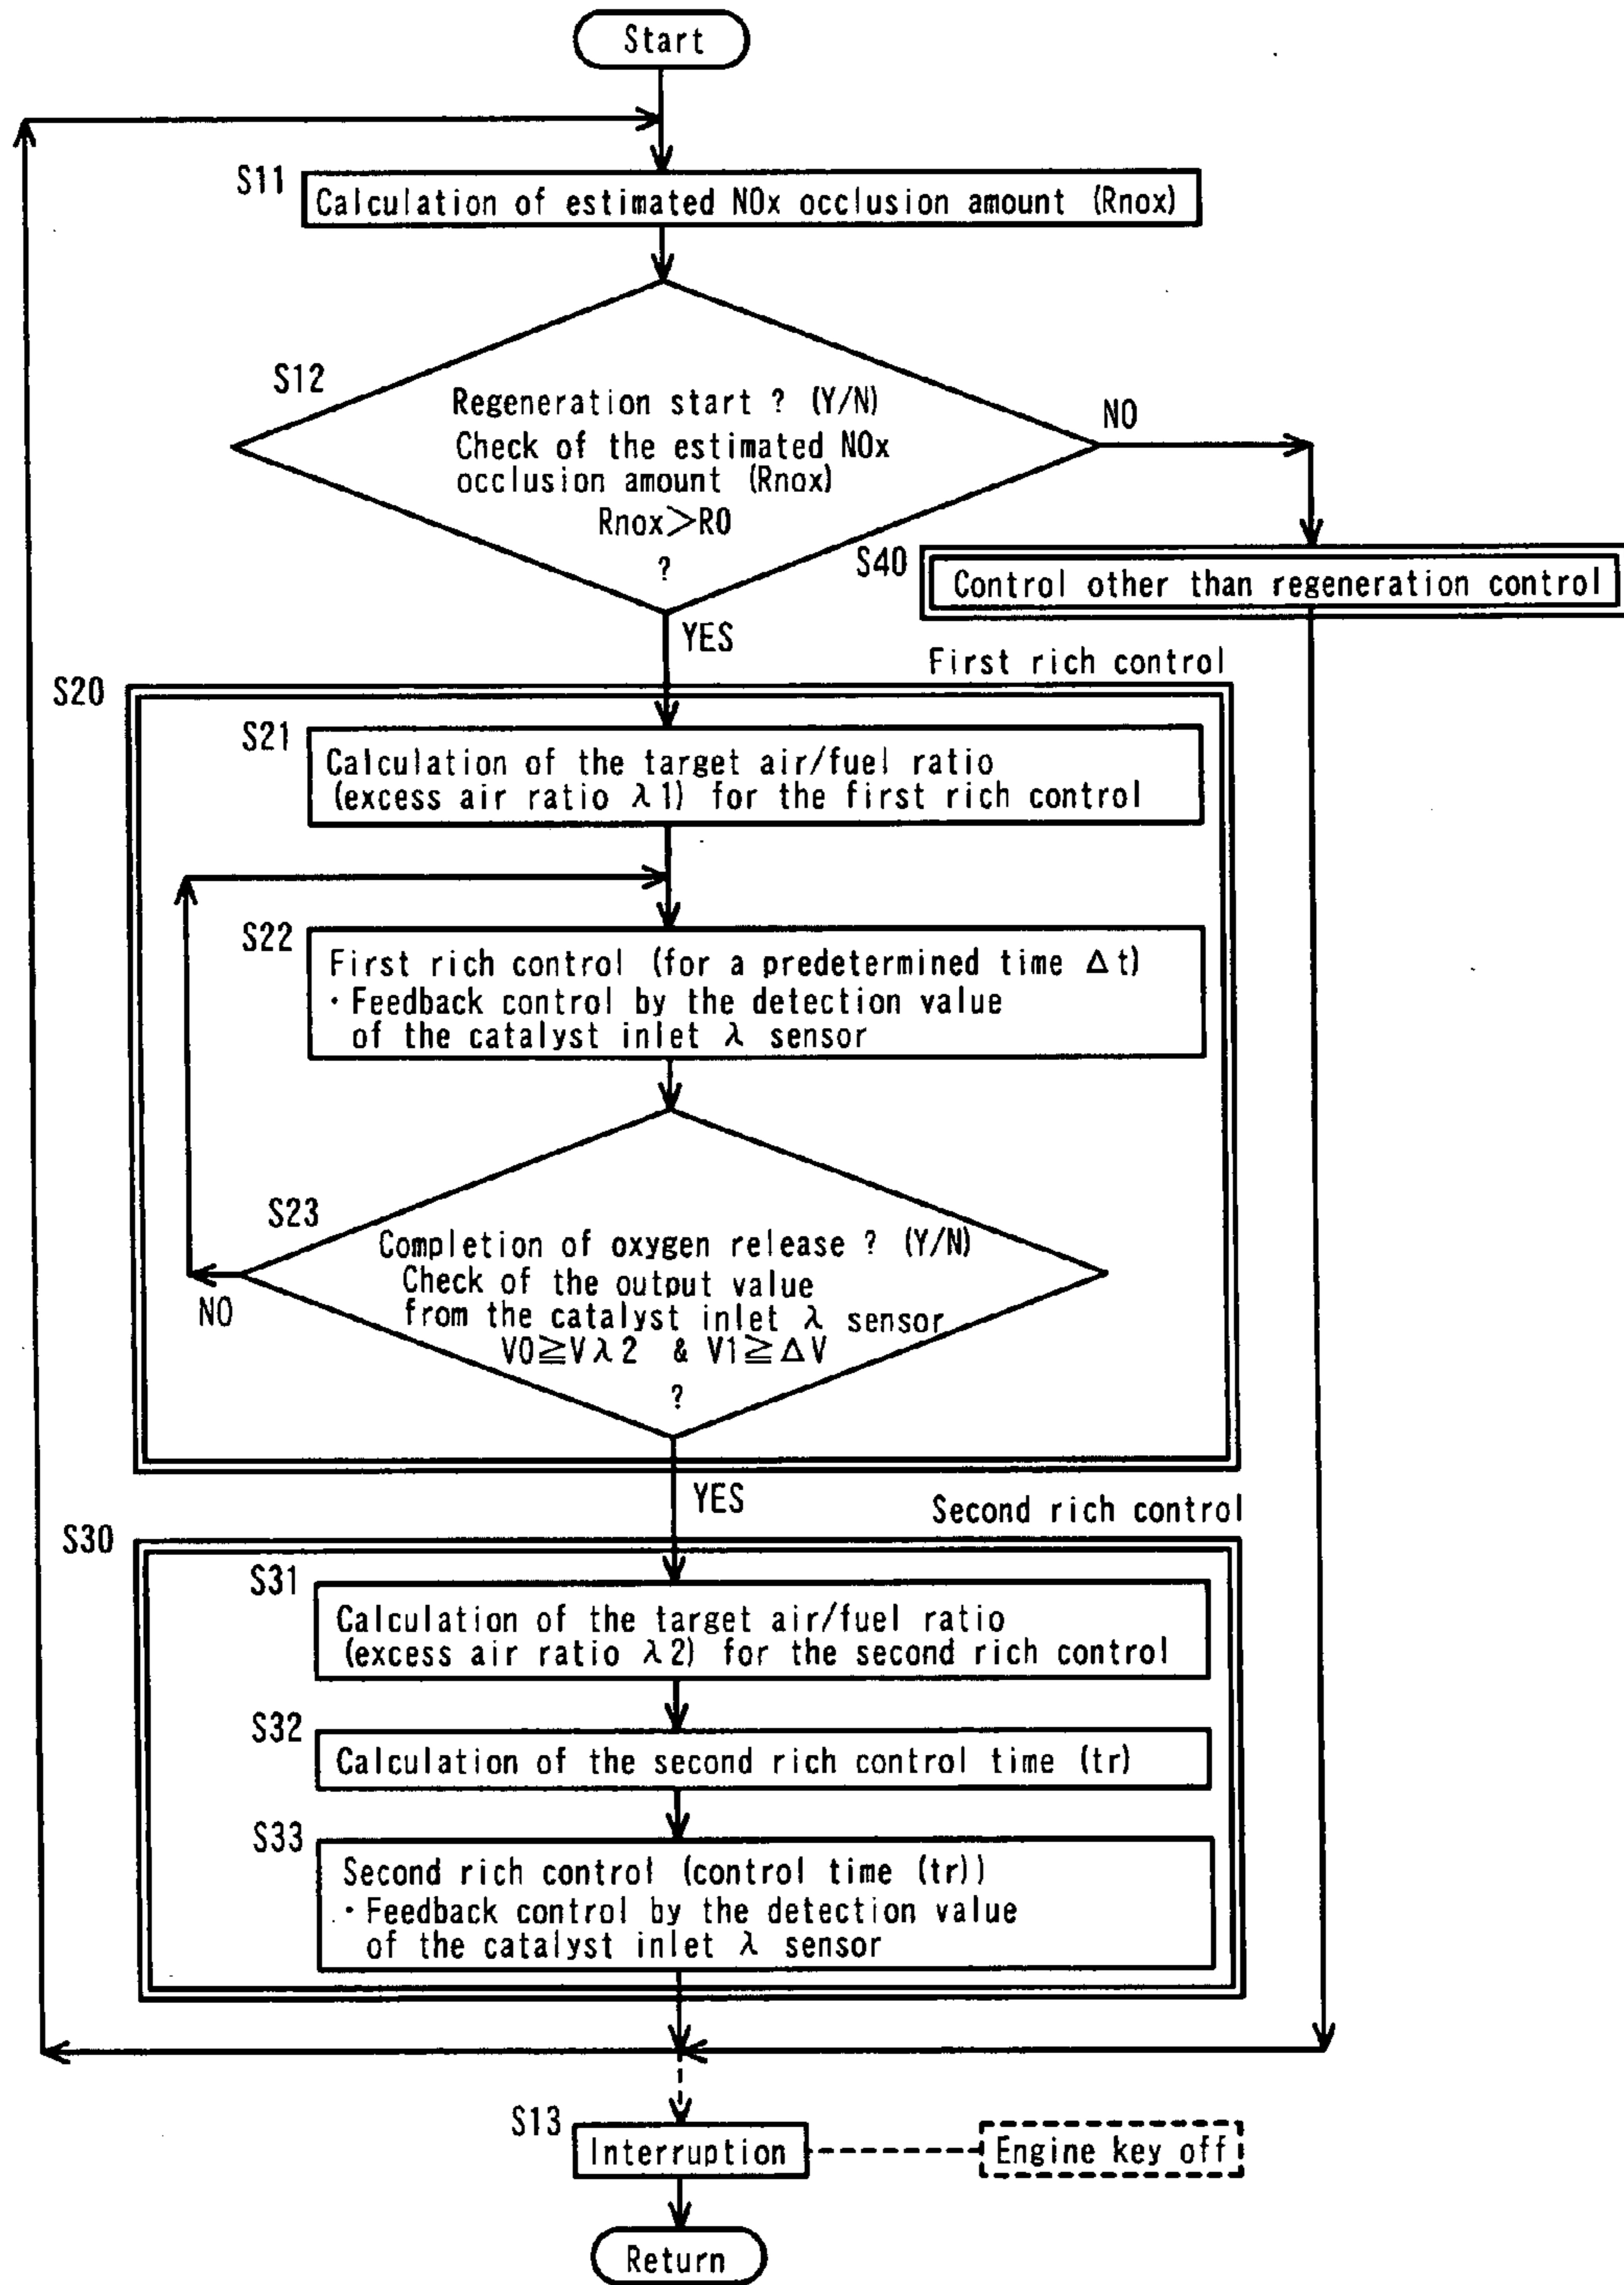 Start
S11
Calculation of estimated NOx occlusion amount (Rnox)
S12
Regeneration start ? (Y/N)
Check of the estimated NOx
occlusion amount (Rnox)
Rnox>R0
?
NO
S40
Control other than regeneration control
YES
First rich control
S20
S21
Calculation of the target air/fuel ratio
(excess air ratio λ1) for the first rich control
S22
First rich control (for a predetermined time Δt)
・Feedback control by the detection value
of the catalyst inlet λ sensor
S23
Completion of oxygen release ? (Y/N)
Check of the output value
from the catalyst inlet λ sensor
V0≧Vλ2 & V1≧ΔV
?
NO
YES
Second rich control
S30
S31
Calculation of the target air/fuel ratio
(excess air ratio λ2) for the second rich control
S32
Calculation of the second rich control time (tr)
S33
Second rich control (control time (tr))
・Feedback control by the detection value
of the catalyst inlet λ sensor
S13
Interruption
Engine key off
Return